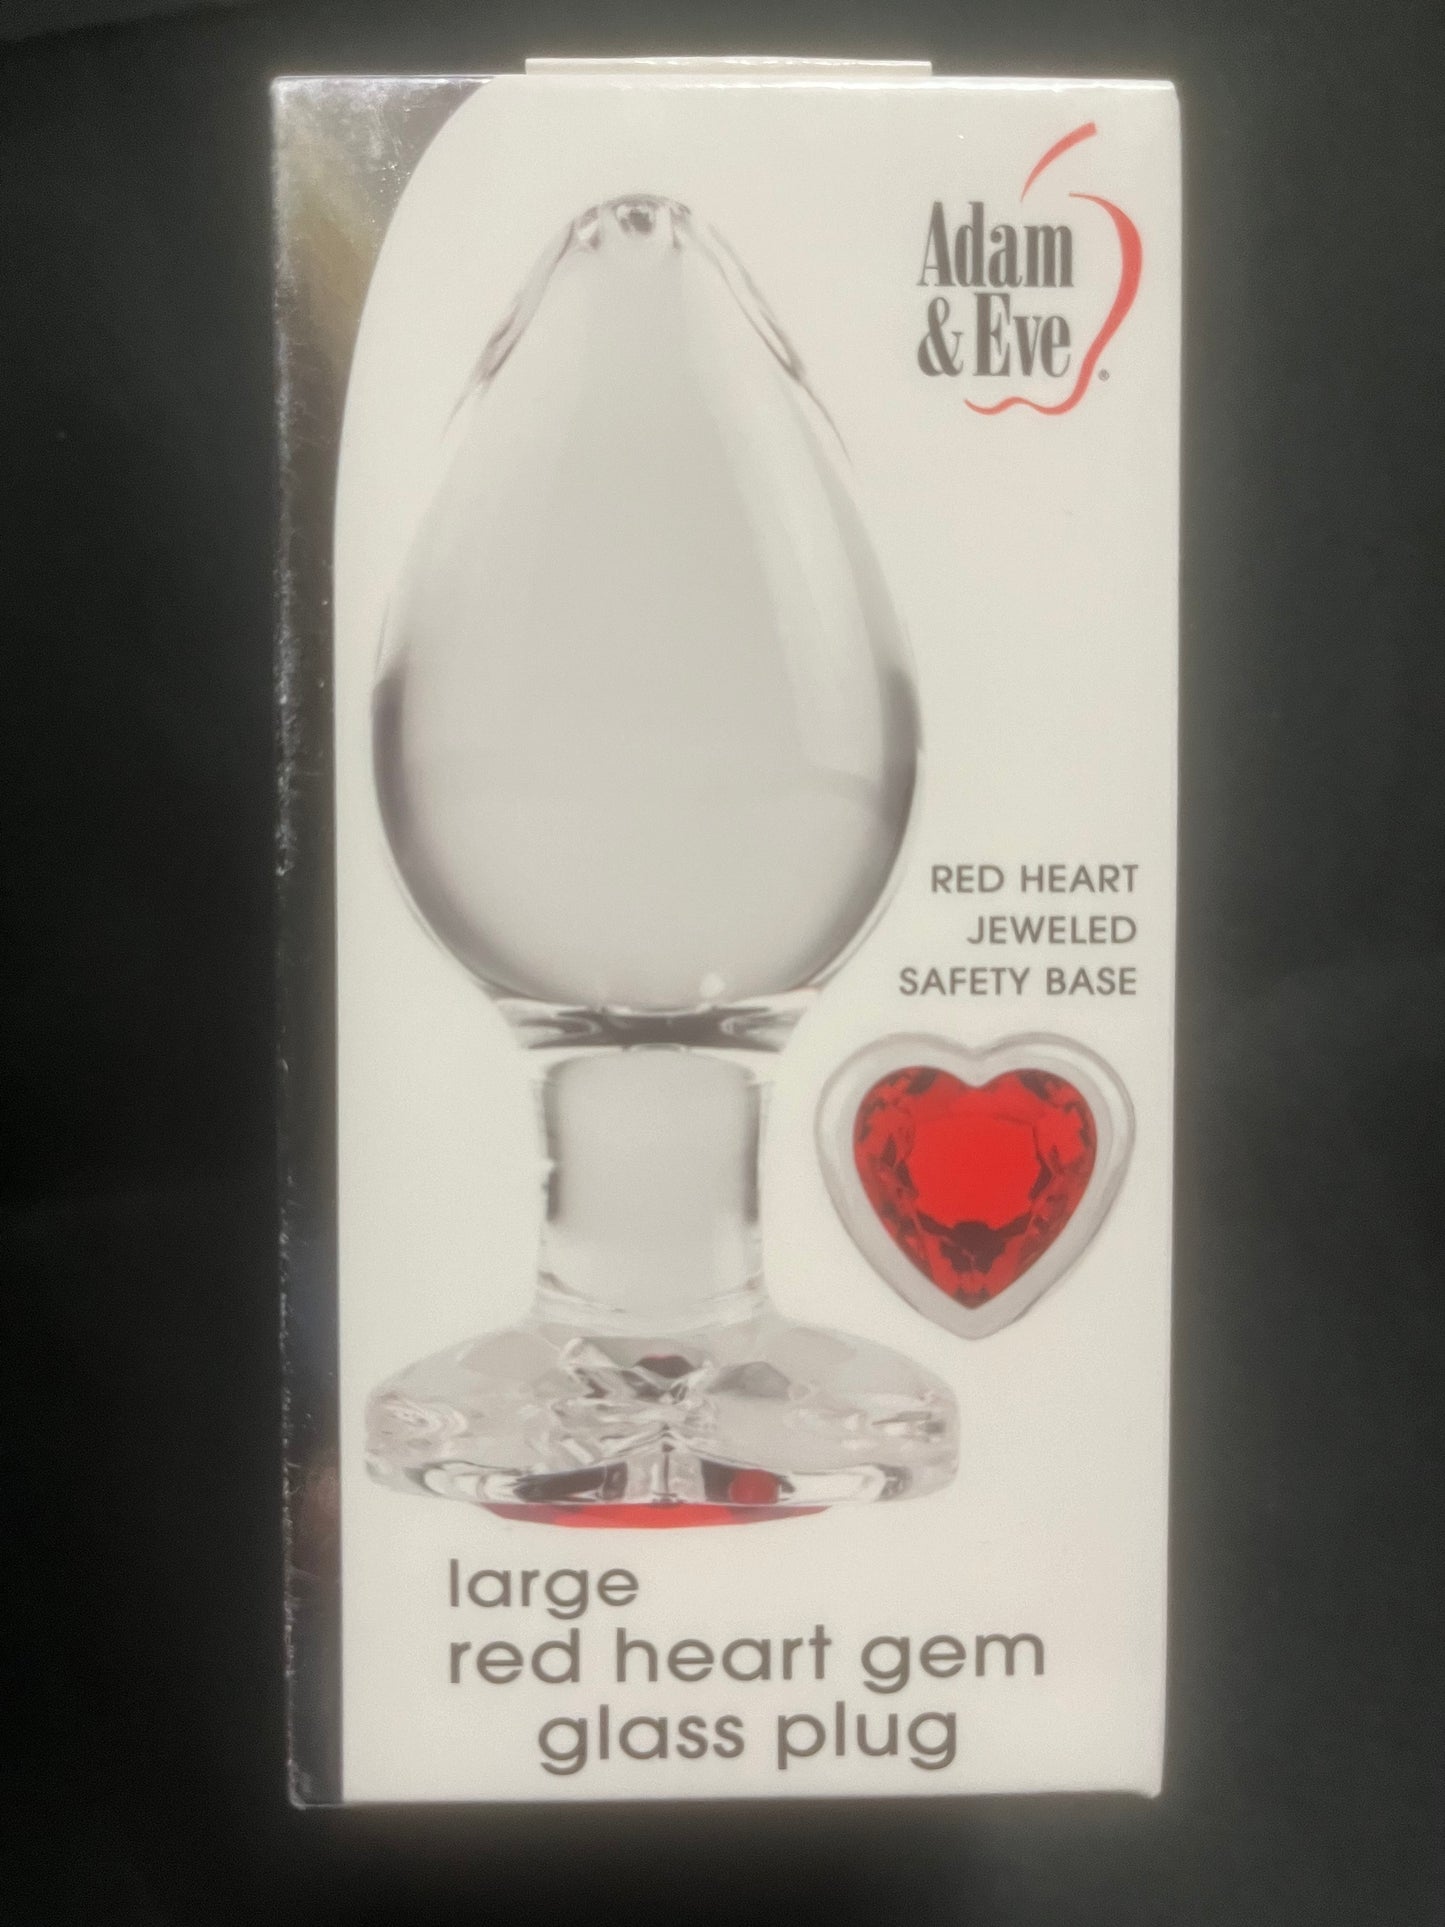 Adam
& Eve®
RED HEART
JEWELED
SAFETY BASE
large
red heart gem
glass plug